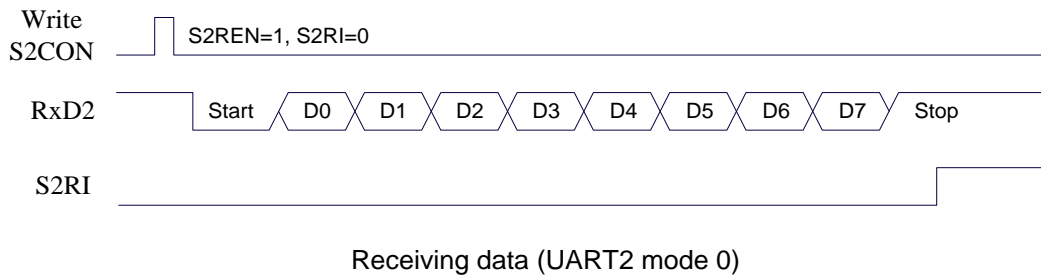 Write
S2CON
S2REN=1, S2RI=0
RxD2
Start D0 D1 D2 D3 D4 D5 D6 D7 Stop
S2RI
Receiving data (UART2 mode 0)